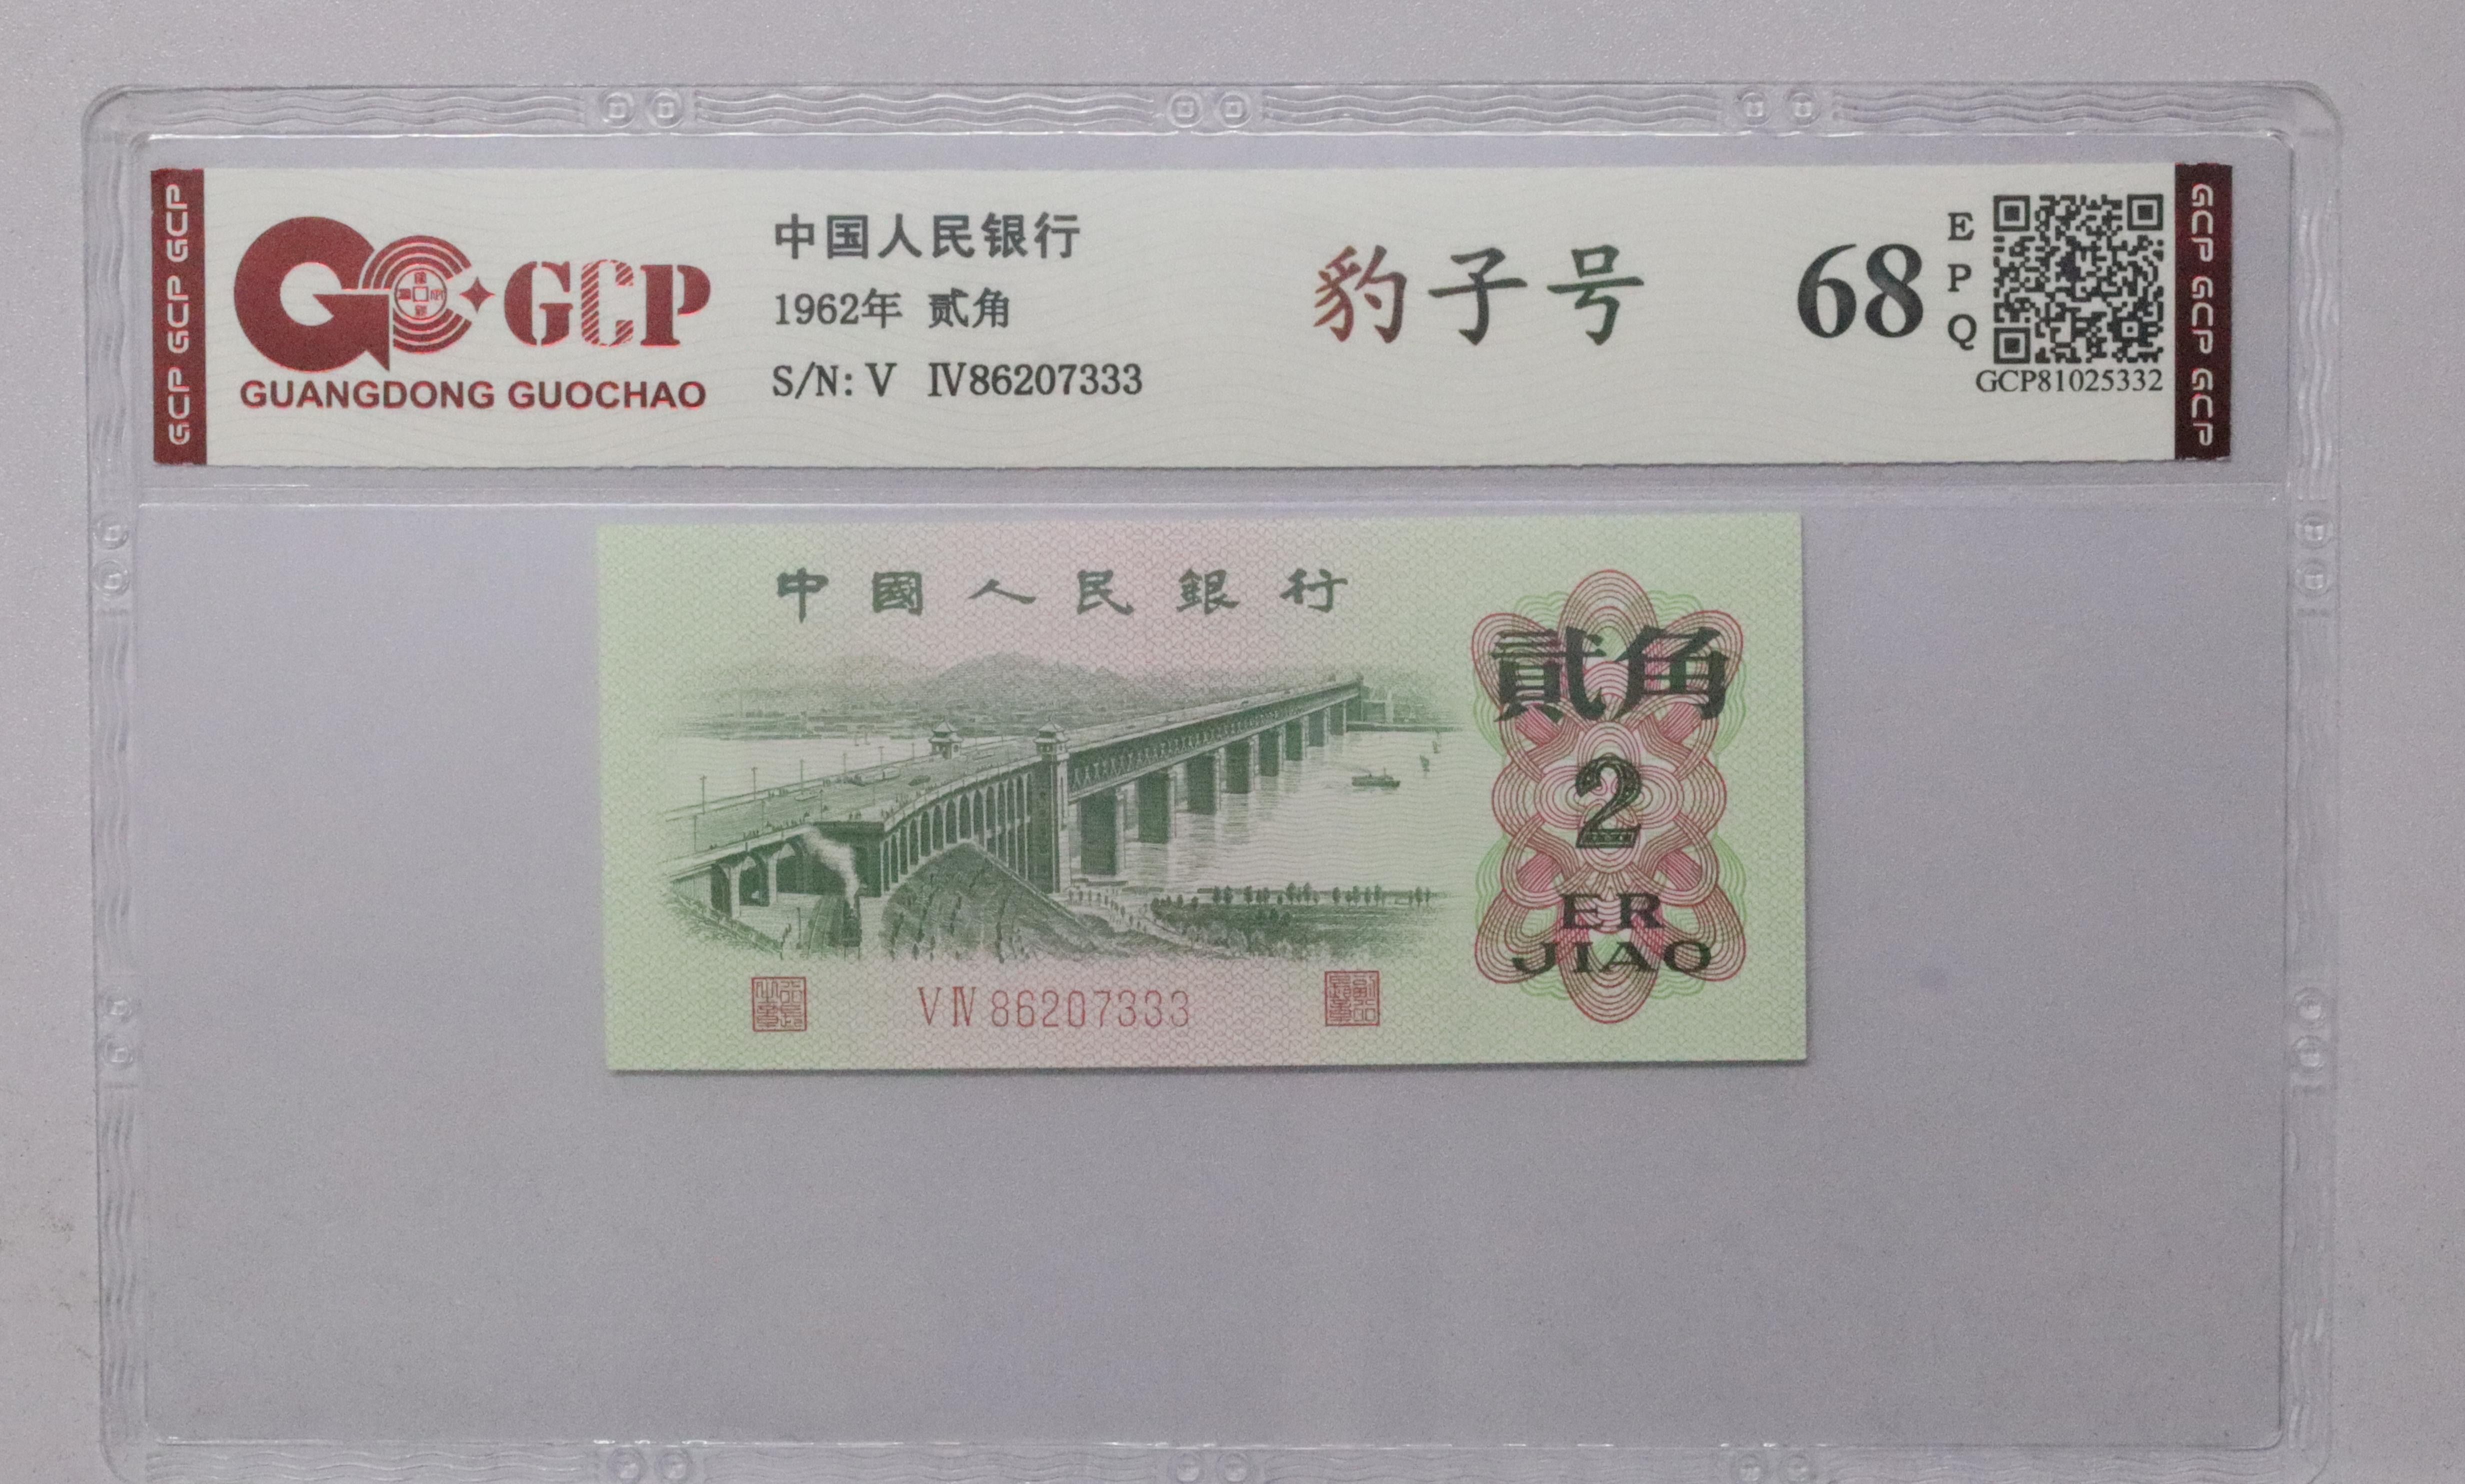 GCP GCP GCP
GCP
GUANGDONG GUOCHAO
中国人民银行
1962年 贰角
S/N: V Ⅳ86207333
豹子号
68
EPQ
GCP81025332
GCP GCP GCP
中國人民銀行
貳角
2
ER
JIAO
ⅤⅣ 86207333